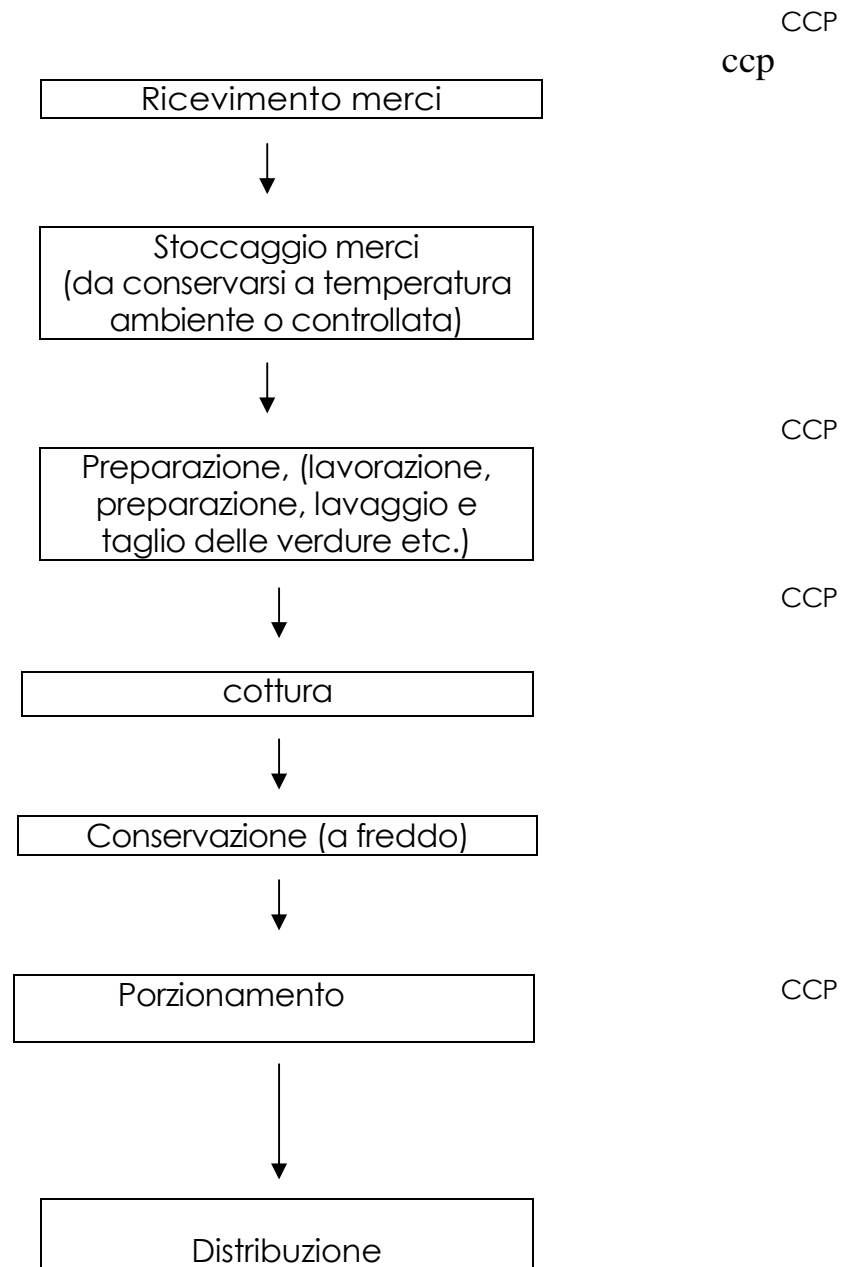 CCP
ccp
Ricevimento merci
Stoccaggio merci
(da conservarsi a temperatura
ambiente o controllata)
CCP
Preparazione, (lavorazione,
preparazione, lavaggio e
taglio delle verdure etc.)
CCP
cottura
Conservazione (a freddo)
Porzionamento
CCP
Distribuzione